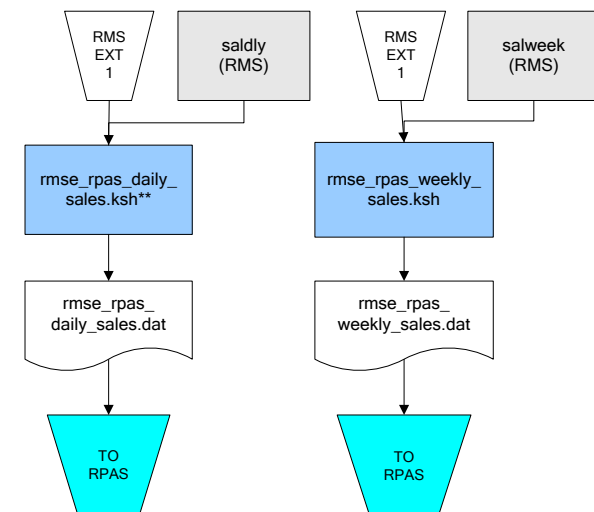 RMS
EXT
1
saldly
(RMS)
RMS
EXT
1
salweek
(RMS)
rmse_rpas_daily_
sales.ksh**
rmse_rpas_weekly_
sales.ksh
rmse_rpas_
daily_sales.dat
rmse_rpas_
weekly_sales.dat
TO
RPAS
TO
RPAS